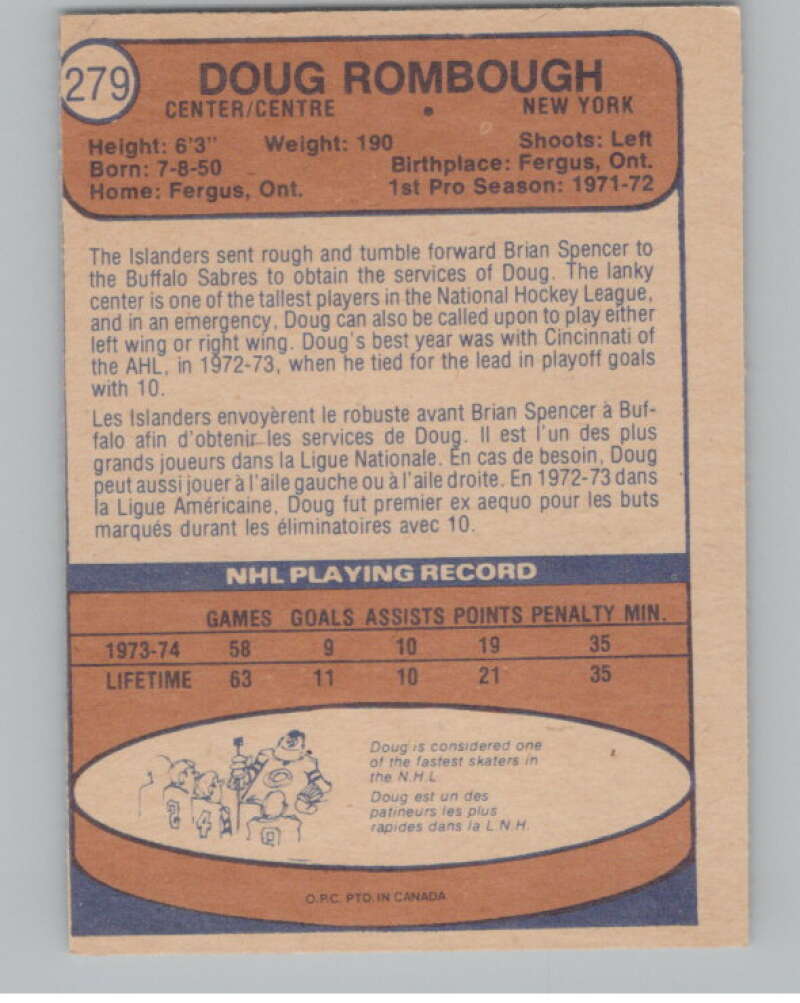 279
DOUG ROMBOUGH
CENTER/CENTRE • NEW YORK
Height: 6'3" Weight: 190 Shoots: Left
Born: 7-8-50 Birthplace: Fergus, Ont.
Home: Fergus, Ont. 1st Pro Season: 1971-72
The Islanders sent rough and tumble forward Brian Spencer to
the Buffalo Sabres to obtain the services of Doug. The lanky
center is one of the tallest players in the National Hockey League,
and in an emergency, Doug can also be called upon to play either
left wing or right wing. Doug's best year was with Cincinnati of
the AHL, in 1972-73, when he tied for the lead in playoff goals
with 10.
Les Islanders envoyèrent le robuste avant Brian Spencer à Buf-
falo afin d'obtenir les services de Doug. Il est l'un des plus
grands joueurs dans la Ligue Nationale. En cas de besoin, Doug
peut aussi jouer à l'aile gauche ou à l'aile droite. En 1972-73 dans
la Ligue Américaine, Doug fut premier ex aequo pour les buts
marqués durant les éliminatoires avec 10.
NHL PLAYING RECORD
GAMES GOALS ASSISTS POINTS PENALTY MIN.
1973-74 58 9 10 19 35
LIFETIME 63 11 10 21 35
Doug is considered one
of the fastest skaters in
the N.H.L.
Doug est un des
patineurs les plus
rapides dans la L.N.H.
2 4
O.P.C. PTD. IN CANADA